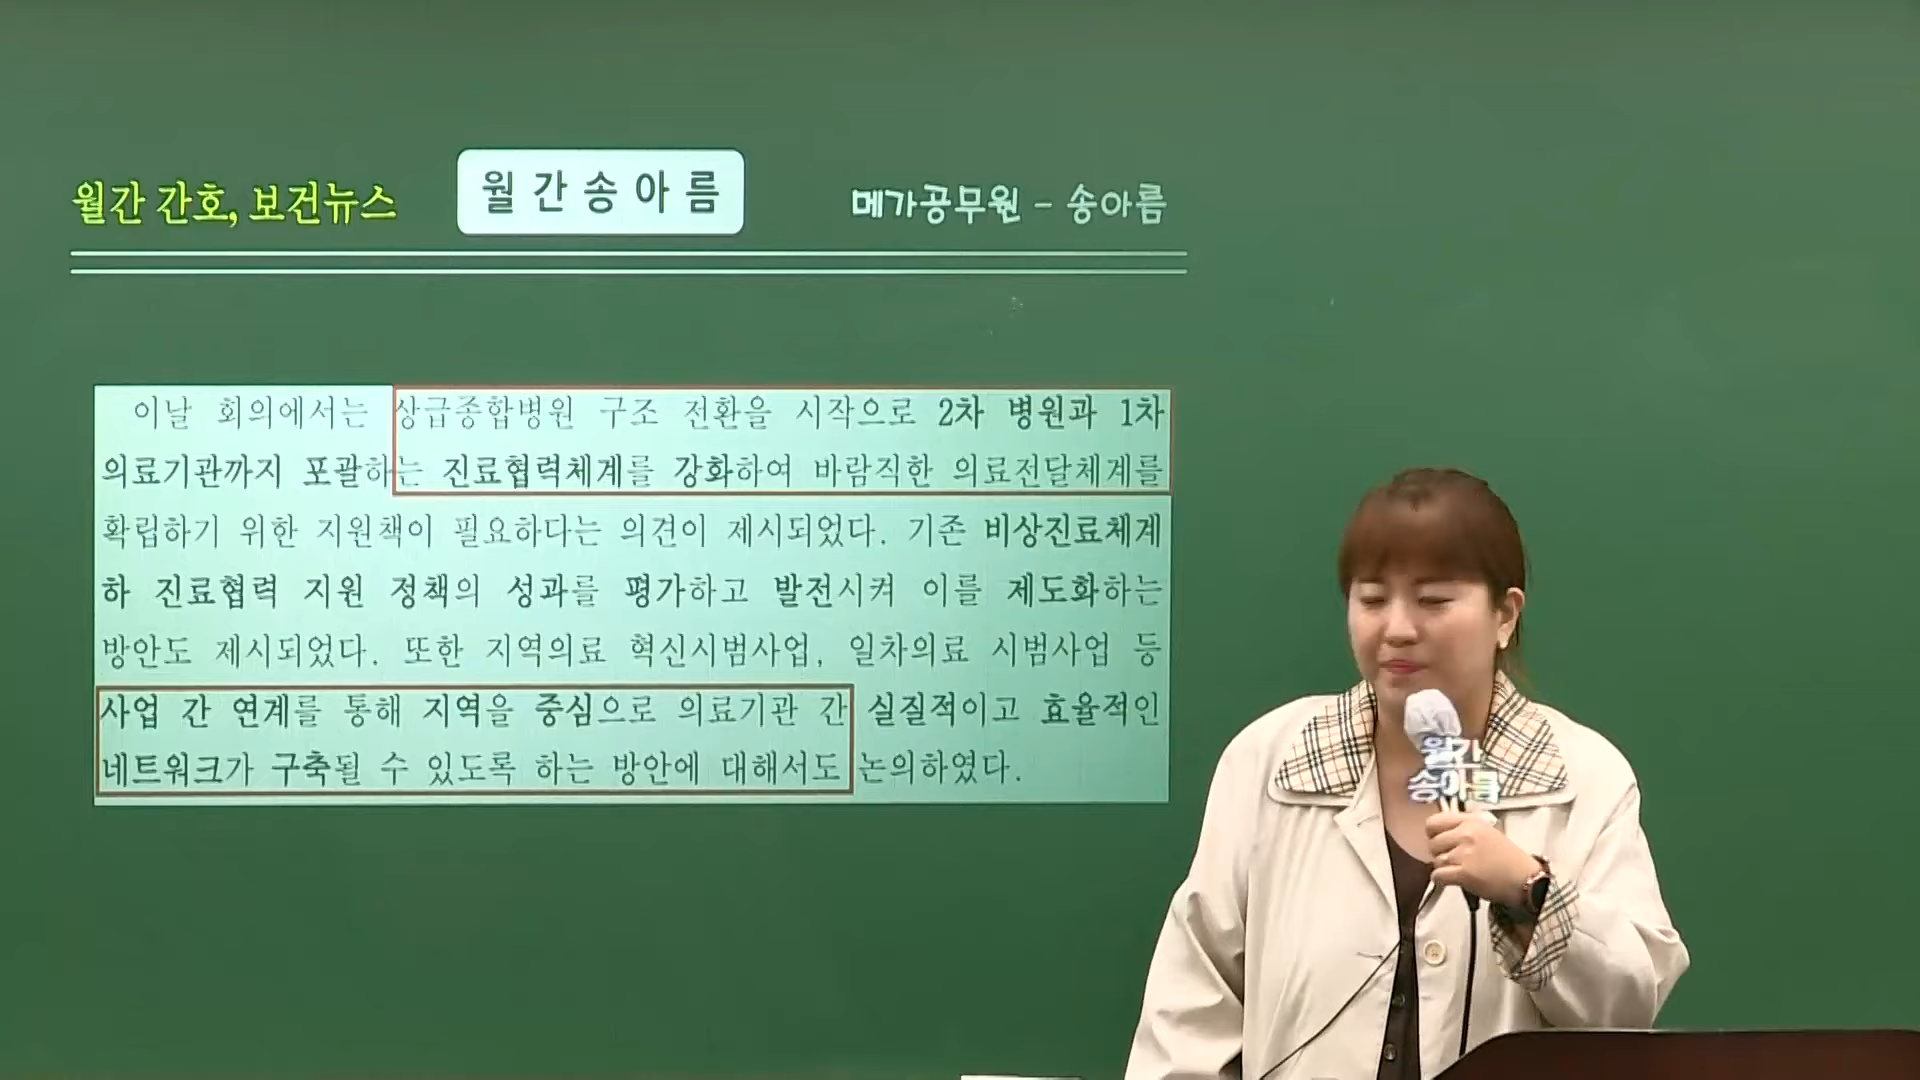 월간 간호, 보건뉴스
월간송아름
메가공무원 - 송아름
이날 회의에서는 상급종합병원 구조 전환을 시작으로 2차 병원과 1차
의료기관까지 포괄하는 진료협력체계를 강화하여 바람직한 의료전달체계를
확립하기 위한 지원책이 필요하다는 의견이 제시되었다. 기존 비상진료체계
하 진료협력 지원 정책의 성과를 평가하고 발전시켜 이를 제도화하는
방안도 제시되었다. 또한 지역의료 혁신시범사업, 일차의료 시범사업 등
사업 간 연계를 통해 지역을 중심으로 의료기관 간 실질적이고 효율적인
네트워크가 구축될 수 있도록 하는 방안에 대해서도 논의하였다.
월간
송아름